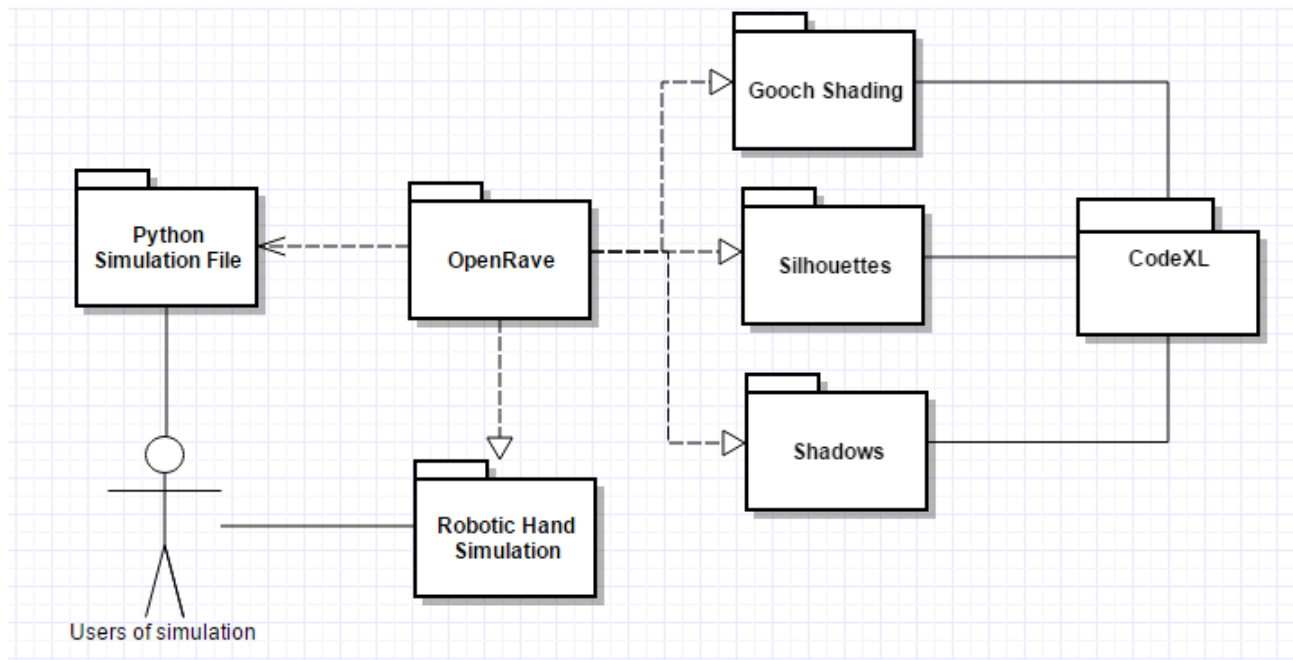 Gooch Shading
Python
Simulation File
OpenRave
Silhouettes
CodeXL
Shadows
Robotic Hand
Simulation
Users of simulation